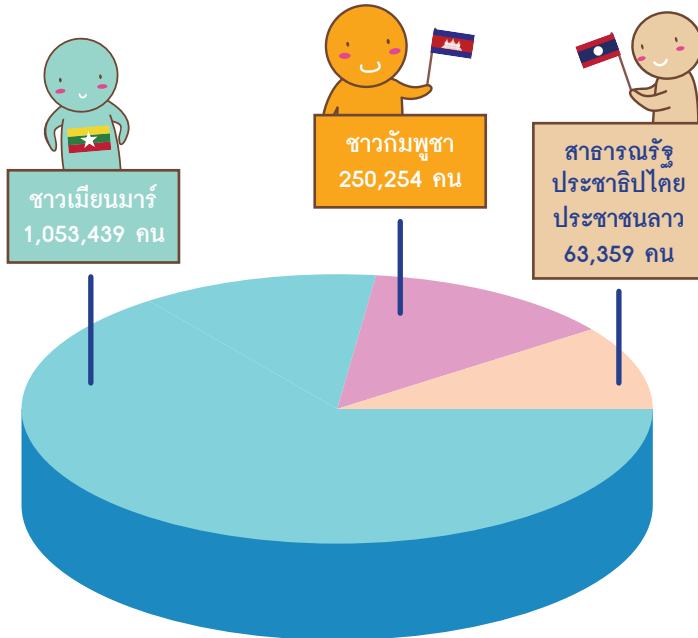 ชาวเมียนมาร์
1,053,439 คน
ชาวกัมพูชา
250,254 คน
สาธารณรัฐ
ประชาธิปไตย
ประชาชนลาว
63,359 คน